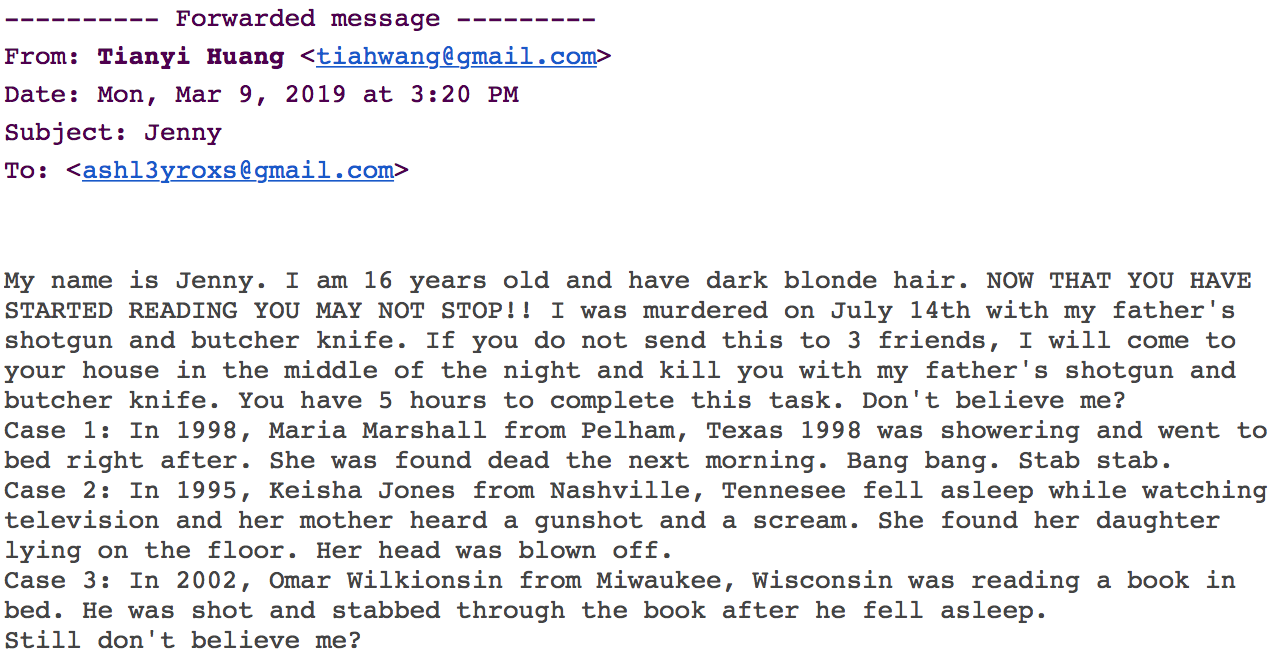 ---------- Forwarded message ---------
From: Tianyi Huang <tiahwang@gmail.com>
Date: Mon, Mar 9, 2019 at 3:20 PM
Subject: Jenny
To: <ashl3yroxs@gmail.com>
My name is Jenny. I am 16 years old and have dark blonde hair. NOW THAT YOU HAVE
STARTED READING YOU MAY NOT STOP!! I was murdered on July 14th with my father's
shotgun and butcher knife. If you do not send this to 3 friends, I will come to
your house in the middle of the night and kill you with my father's shotgun and
butcher knife. You have 5 hours to complete this task. Don't believe me?
Case 1: In 1998, Maria Marshall from Pelham, Texas 1998 was showering and went to
bed right after. She was found dead the next morning. Bang bang. Stab stab.
Case 2: In 1995, Keisha Jones from Nashville, Tennesee fell asleep while watching
television and her mother heard a gunshot and a scream. She found her daughter
lying on the floor. Her head was blown off.
Case 3: In 2002, Omar Wilkionsin from Miwaukee, Wisconsin was reading a book in
bed. He was shot and stabbed through the book after he fell asleep.
Still don't believe me?